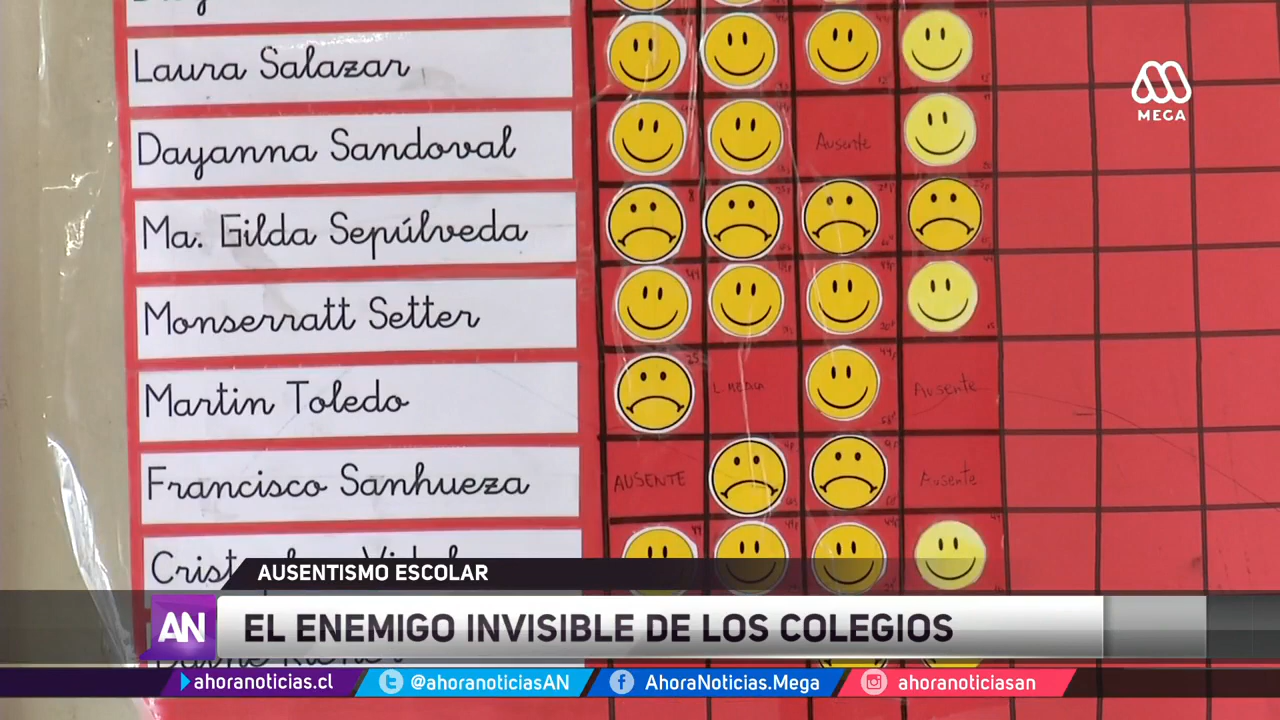 Laura Salazar
MEGA
Dayanna Sandoval
Ausente
Ma. Gilda Sepúlveda
Monserratt Setter
Martin Toledo
Ausente
Francisco Sanhueza
AUSENTE
Ausente
AUSENTISMO ESCOLAR
AN
EL ENEMIGO INVISIBLE DE LOS COLEGIOS
ahoranoticias.cl
@ahoranoticiasAN
AhoraNoticias.Mega
ahoranoticiasan